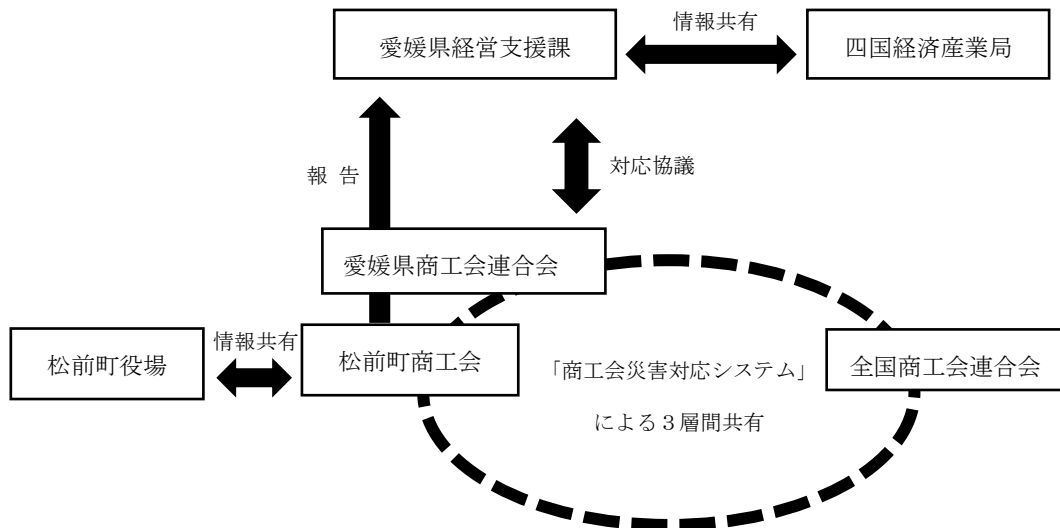 情報共有
愛媛県経営支援課
四国経済産業局
報 告
対応協議
愛媛県商工会連合会
情報共有
松前町役場
松前町商工会
「商工会災害対応システム」
による３層間共有
全国商工会連合会